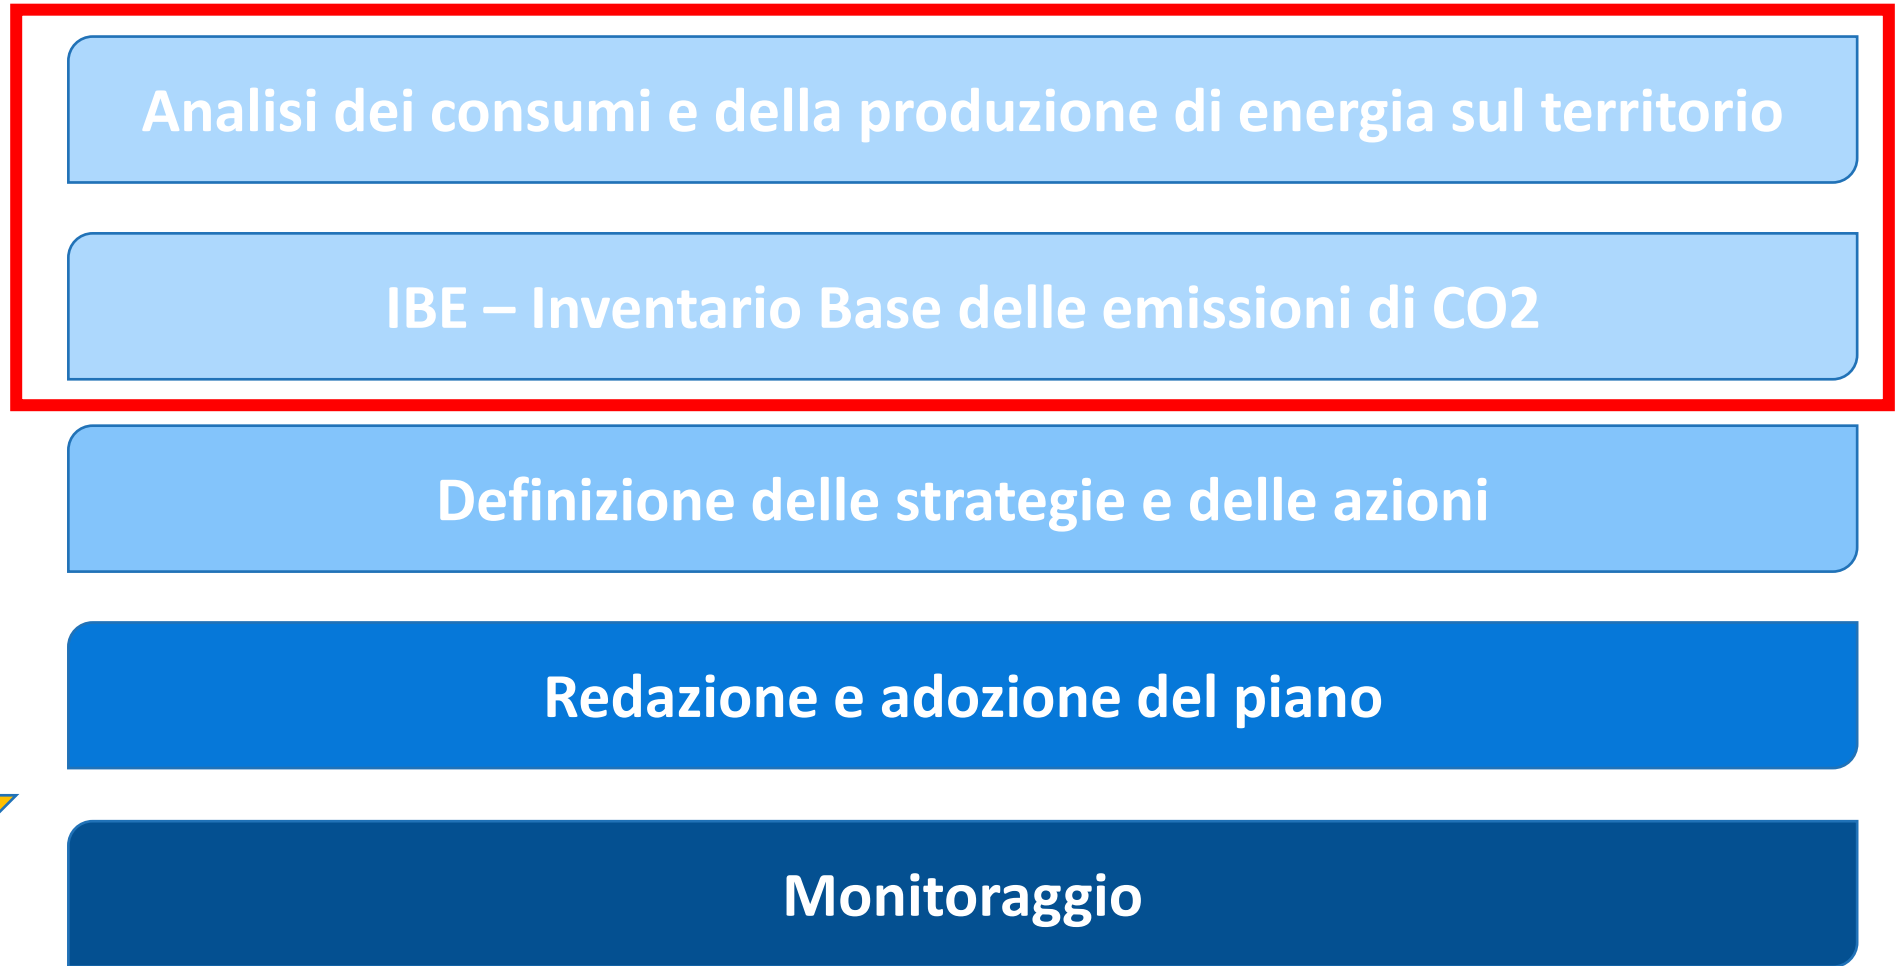 Analisi dei consumi e della produzione di energia sul territorio
IBE – Inventario Base delle emissioni di CO2
Definizione delle strategie e delle azioni
Redazione e adozione del piano
Monitoraggio